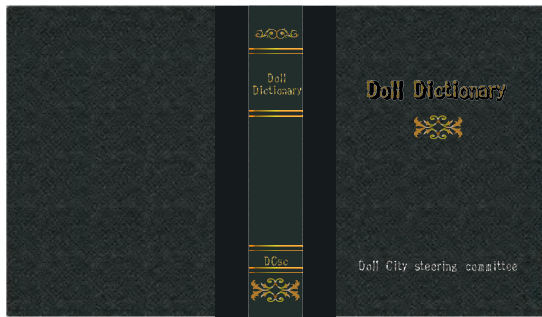 Doll
Dictionary
DCsc
Doll Dictionary
Doll City steering committee